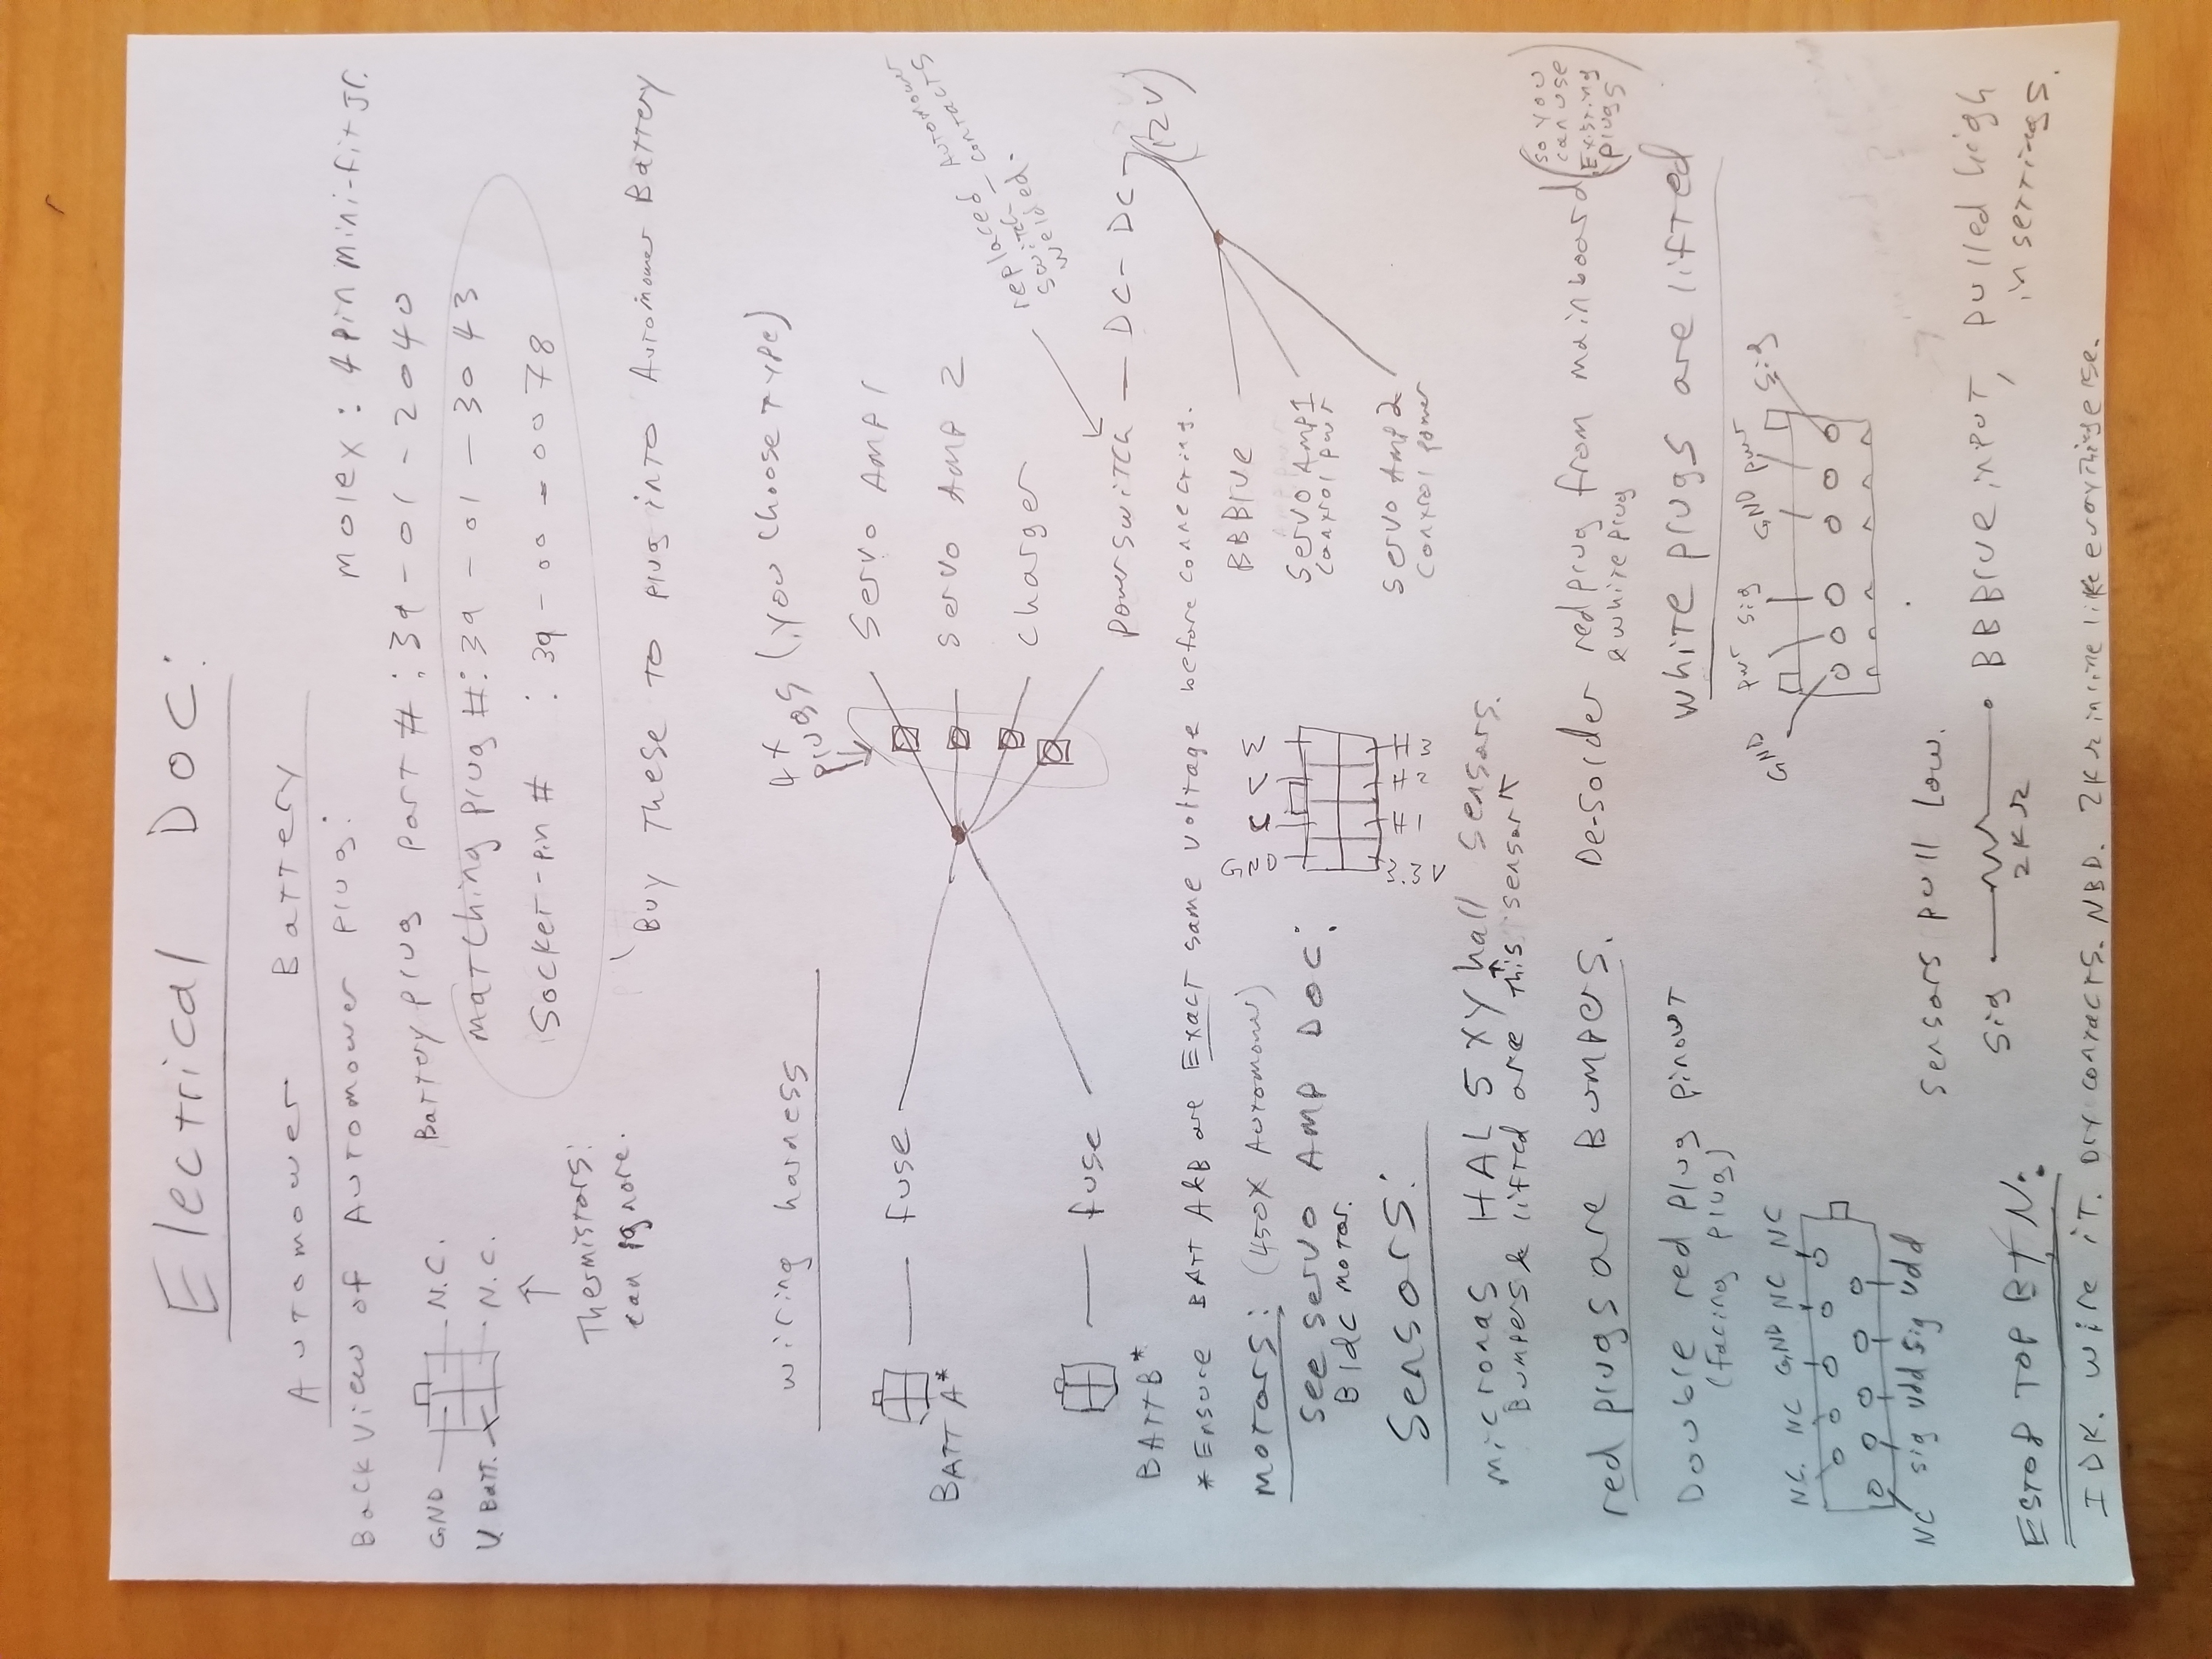 Electrical Doc:
Automower Battery
Back view of Automower plug:
Molex: 4 pin mini-fit Jr.
GND
N.C.
V. Batt.
N.C.
Thermistors:
can ignore.
Battery plug part #: 39-01-2040
Matching plug #: 39-01-3043
Socket-pin #: 39-00-0078
Buy these to plug into Automower Battery
wiring harness
4x
plugs (you choose type)
BATT A*
fuse
BATT B*
fuse
Servo Amp 1
Servo Amp 2
Charger
Power switch - DC-DC
(12V)
replaced Automower
switch - contacts
welded.
*Ensure BAtt A&B are Exact same voltage before connecting.
BBBlue
Servo Amp 1
control pwr
Servo Amp 2
control power
Motors: (450X Automower)
See servo AMP Doc:
Bldc motor.
GND
3.3V H1 H2 H3
Sensors:
micronas HAL 5XY hall sensors.
Bumpers & lifted are this sensor
red plugs are Bumpers.
De-solder red plug from mainboard
& white plug
(so you
can use
Existing
plugs)
Double red plug pinout
(facing plug)
NC. NC GND NC NC
NC sig Vdd sig Vdd
white plugs are lifted
GND pwr sig GND pwr sig
Sensors pull low.
Sig
2KΩ
BBBlue input, pulled high
in settings.
ESTOP TOP BTN:
IDK. wire it. Dry contacts. NBD. 2KΩ inline like everything else.